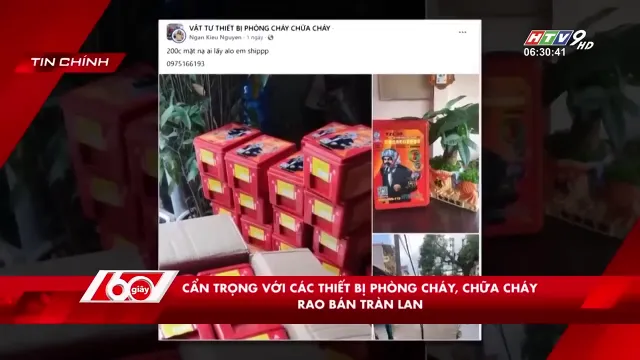 VẬT TƯ THIẾT BỊ PHÒNG CHÁY CHỮA CHÁY
Ngan Kieu Nguyen · 1 ngày ·
200c mặt nạ ai lấy alo em shippp
0975166193
TIN CHÍNH
HTV9 HD
06:30:41
60 giây
CẨN TRỌNG VỚI CÁC THIẾT BỊ PHÒNG CHÁY, CHỮA CHÁY
RAO BÁN TRÀN LAN